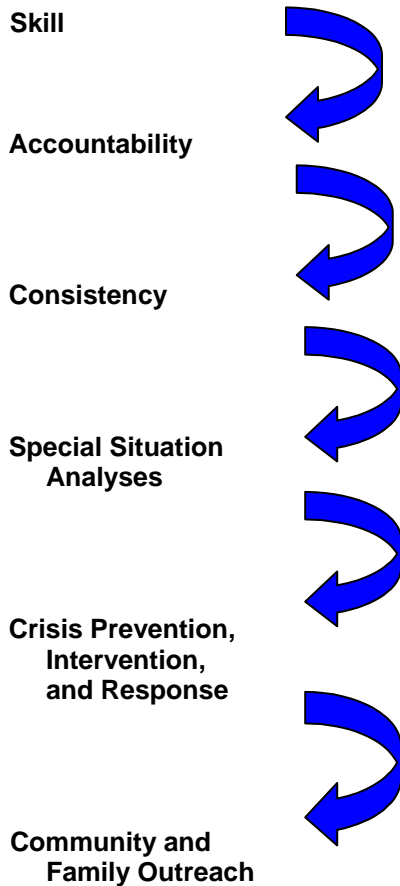 Skill
Accountability
Consistency
Special Situation
Analyses
Crisis Prevention,
Intervention,
and Response
Community and
Family Outreach